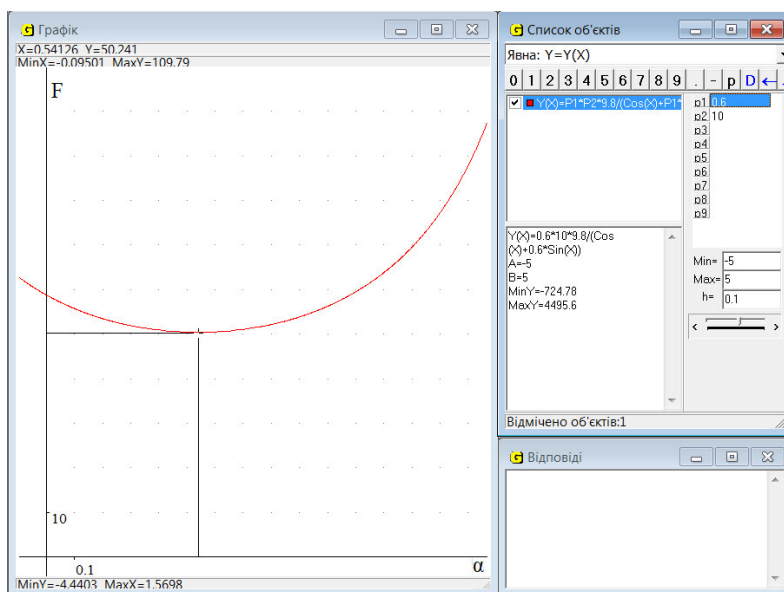 Графік
X=0.54126 Y=50.241
MinX=-0.09501 MaxY=109.79
F
10
0.1
α
MinY=-4.4403 MaxX=1.5698
Список об'єктів
Явна: Y=Y(X)
0 1 2 3 4 5 6 7 8 9 . - p D ←
Y(X)=P1*P2*9.8/(Cos(X)+P1*
p1 0.6
p2 10
p3
p4
p5
p6
p7
p8
p9
Y(X)=0.6*10*9.8/(Cos
(X)+0.6*Sin(X))
A=-5
B=5
MinY=-724.78
MaxY=4495.6
Min= -5
Max= 5
h= 0.1
< >
Відмічено об'єктів:1
Відповіді